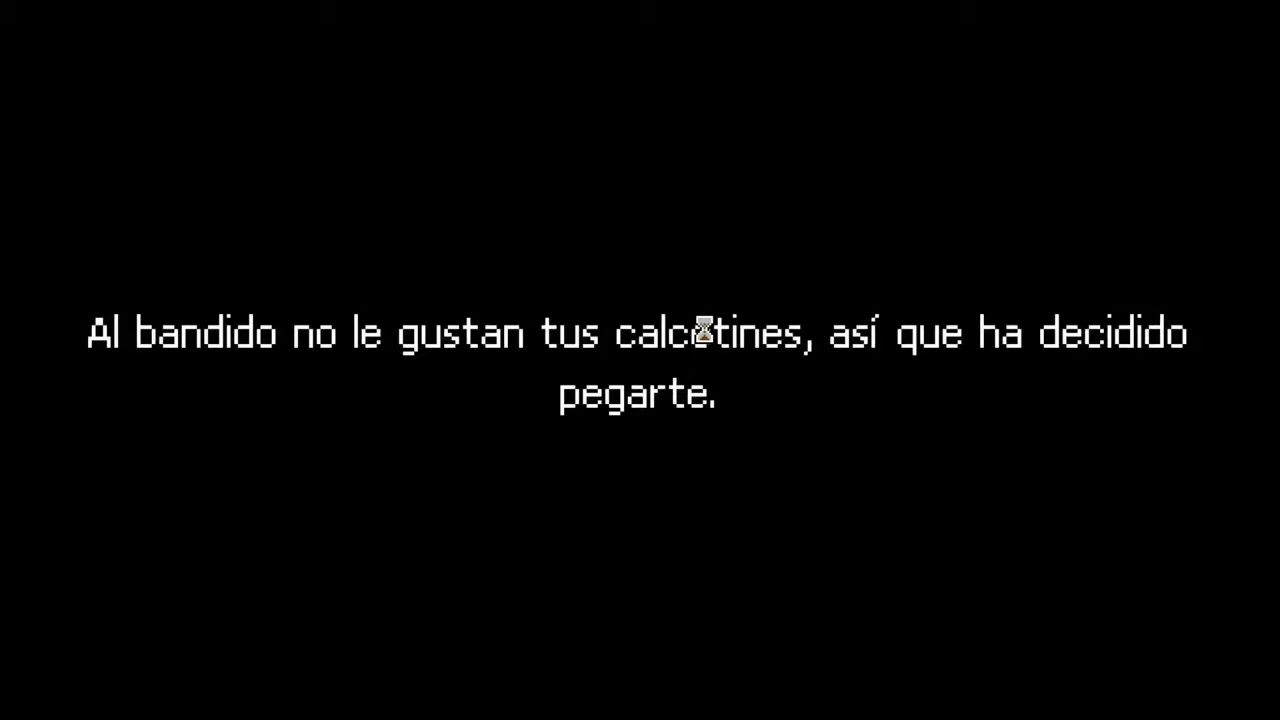 Al bandido no le gustan tus calcetines, así que ha decidido
pegarte.